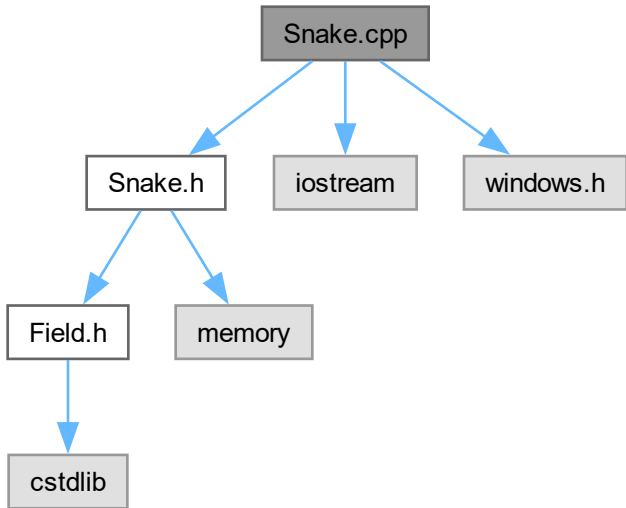 Snake.cpp
Snake.h
iostream
windows.h
Field.h
memory
cstdlib